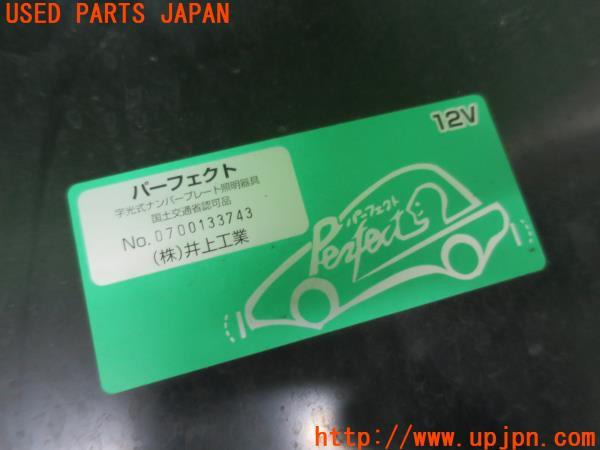 USED PARTS JAPAN
12V
パーフェクト
字光式ナンバープレート照明器具
国土交通省認可品
No. 0700133743
(株)井上工業
パーフェクト
Perfect
http://www.upjpn.com/